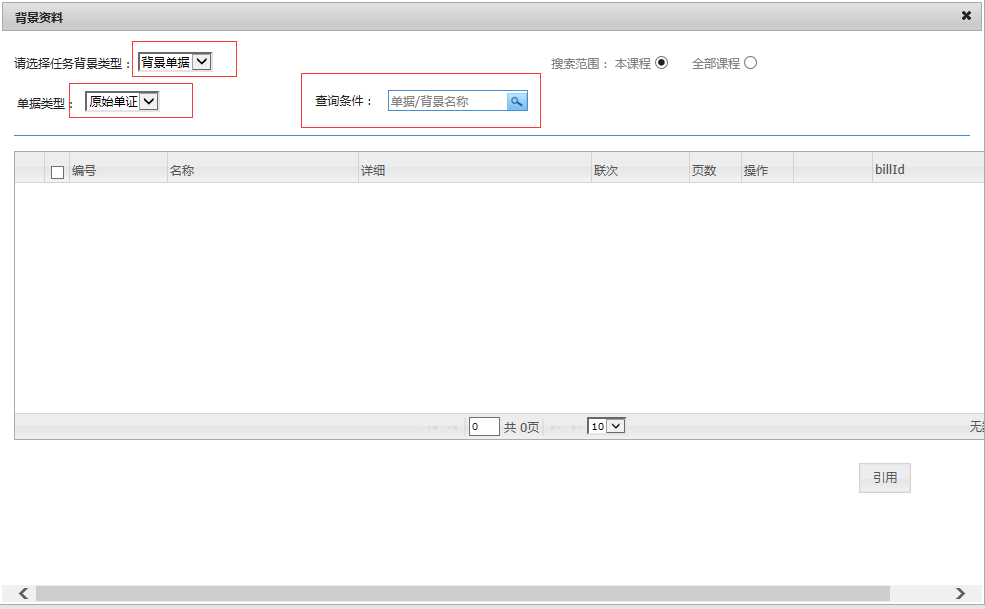 背景资料
请选择任务背景类型： 背景单据 搜索范围： 本课程 全部课程
单据类型： 原始单证 查询条件： 单据/背景名称
编号 名称 详细 联次 页数 操作 billId
0 共 0页 10
引用